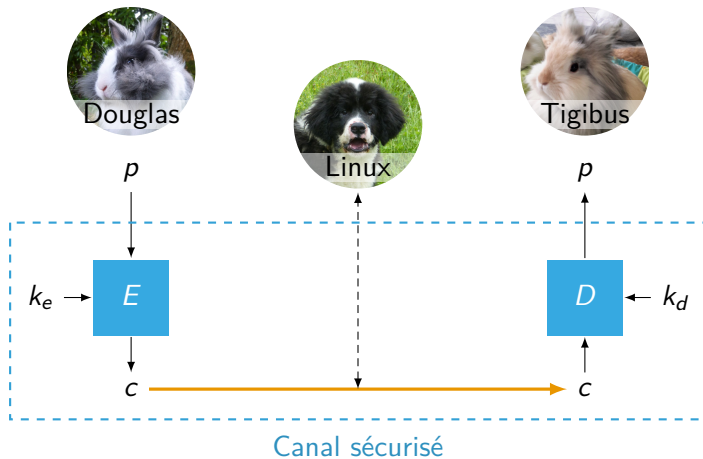 Douglas
Linux
Tigibus
p
p
k_e
E
D
k_d
c
c
Canal sécurisé